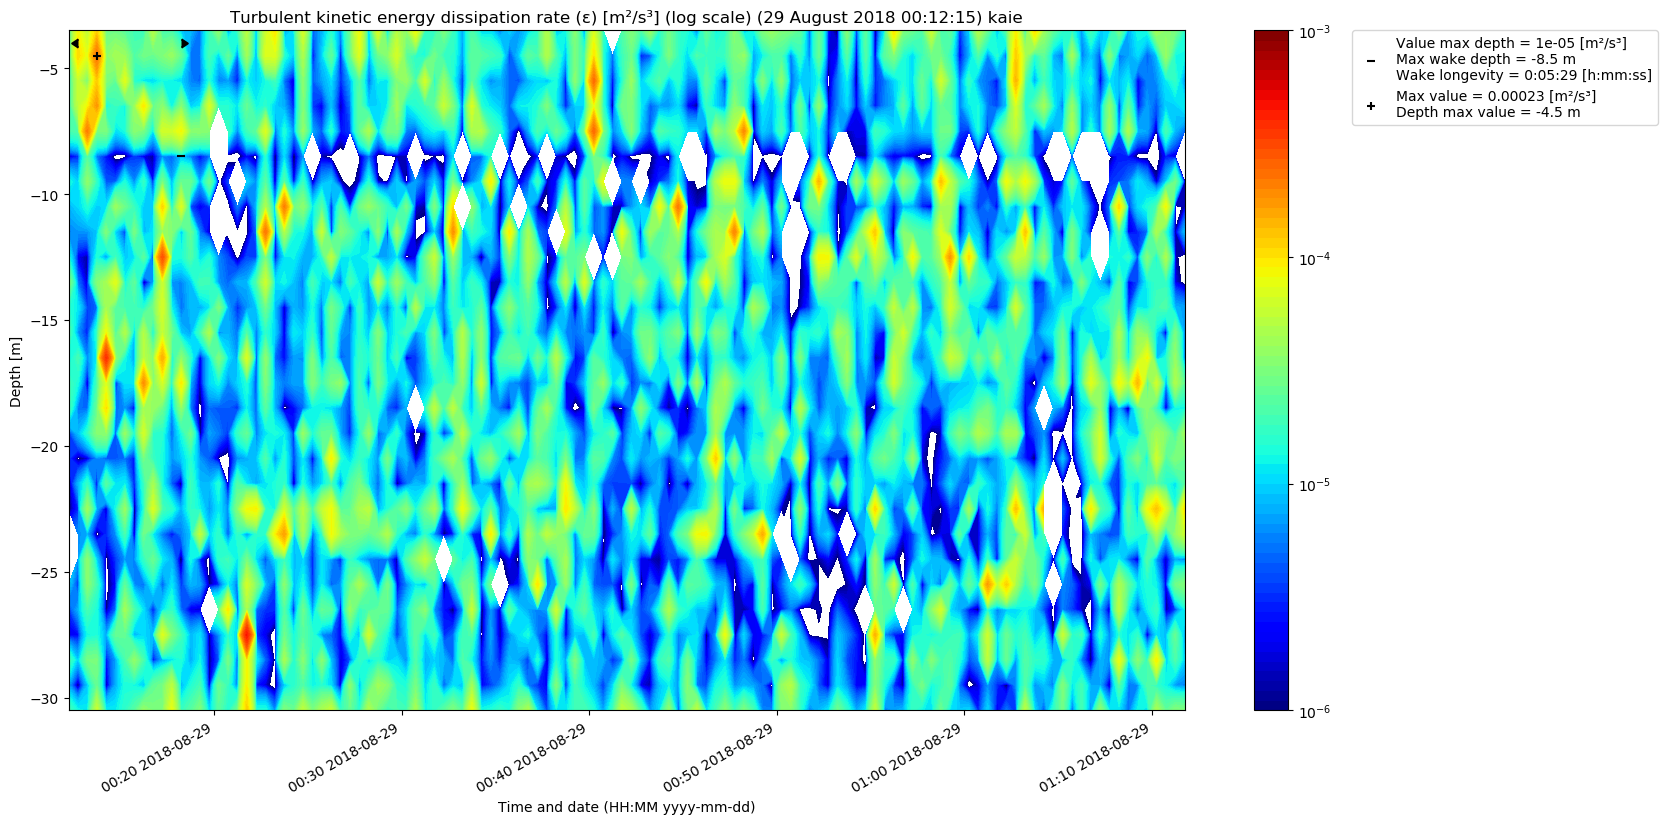 Turbulent kinetic energy dissipation rate (ε) [m²/s³] (log scale) (29 August 2018 00:12:15) kaie
Depth [m]
−5
−10
−15
−20
−25
−30
00:20 2018-08-29
00:30 2018-08-29
00:40 2018-08-29
00:50 2018-08-29
01:00 2018-08-29
01:10 2018-08-29
Time and date (HH:MM yyyy-mm-dd)
10⁻³
10⁻⁴
10⁻⁵
10⁻⁶
Value max depth = 1e-05 [m²/s³]
Max wake depth = -8.5 m
Wake longevity = 0:05:29 [h:mm:ss]
Max value = 0.00023 [m²/s³]
Depth max value = -4.5 m